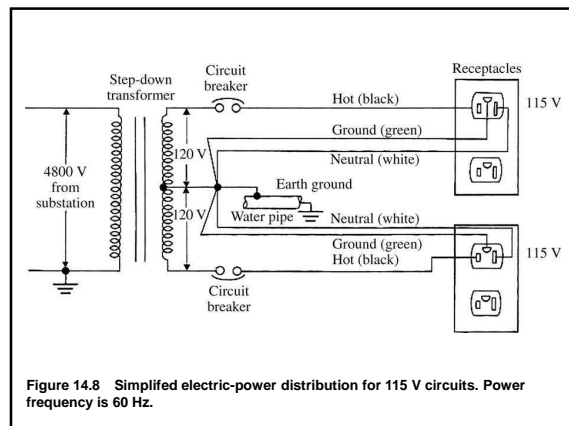 Step-down
transformer
Circuit
breaker
Receptacles
Hot (black)
115 V
Ground (green)
120 V
Neutral (white)
4800 V
from
substation
Earth ground
120 V
Water pipe
Neutral (white)
Ground (green)
Hot (black)
115 V
Circuit
breaker
Figure 14.8 Simplifed electric-power distribution for 115 V circuits. Power
frequency is 60 Hz.